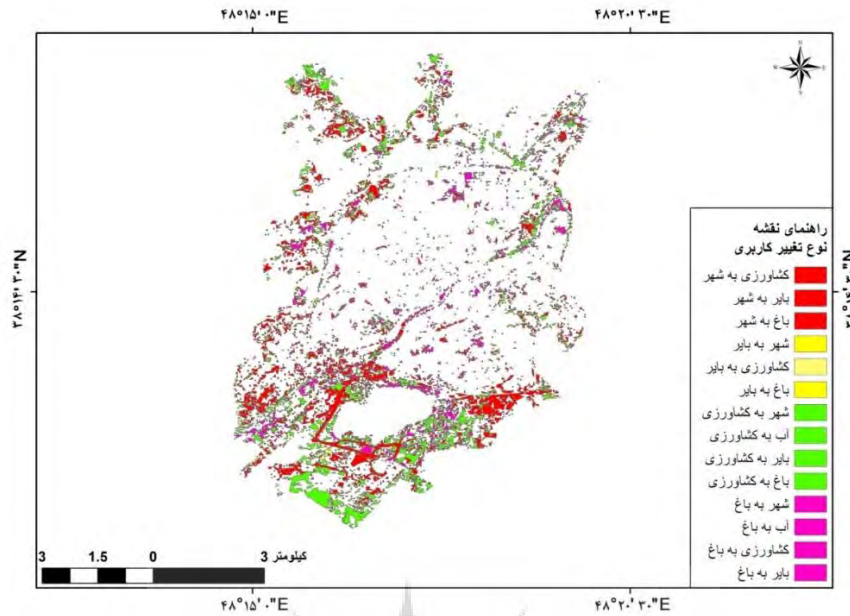 ۴۸°۱۵'۰"E ۴۸°۲۰'۳۰"E
۳۸°۱۴'۳۰"N
راهنمای نقشه
نوع تغییر کاربری
کشاورزی به شهر
بایر به شهر
باغ به شهر
شهر به بایر
کشاورزی به بایر
باغ به بایر
شهر به کشاورزی
آب به کشاورزی
بایر به کشاورزی
باغ به کشاورزی
شهر به باغ
آب به باغ
کشاورزی به باغ
بایر به باغ
3 1.5 0 3 کیلومتر
۴۸°۱۵'۰"E ۴۸°۲۰'۳۰"E